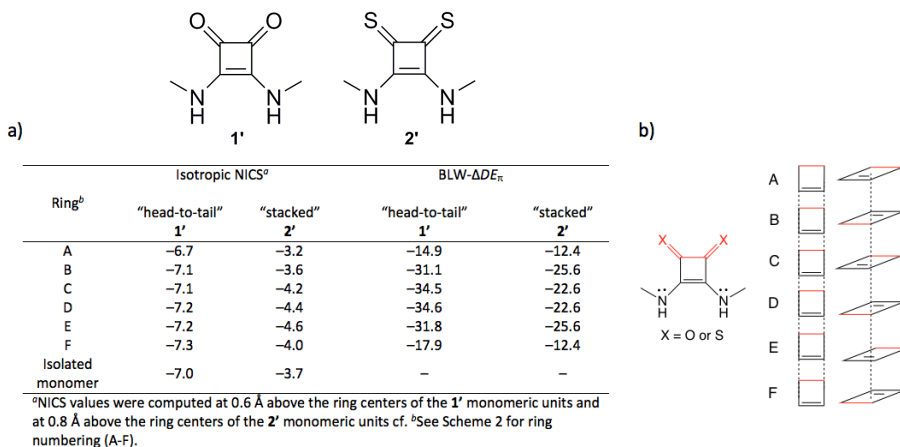 O O S S
N H N H N H N H
1' 2'
a)
Isotropic NICSᵃ BLW-ΔDEπ
Ringᵇ "head-to-tail" "stacked" "head-to-tail" "stacked"
1' 2' 1' 2'
A −6.7 −3.2 −14.9 −12.4
B −7.1 −3.6 −31.1 −25.6
C −7.1 −4.2 −34.5 −22.6
D −7.2 −4.4 −34.6 −22.6
E −7.2 −4.6 −31.8 −25.6
F −7.3 −4.0 −17.9 −12.4
Isolated
monomer −7.0 −3.7 – –
ᵃNICS values were computed at 0.6 Å above the ring centers of the 1' monomeric units and
at 0.8 Å above the ring centers of the 2' monomeric units cf. ᵇSee Scheme 2 for ring
numbering (A-F).
b)
X X
N H N H
X = O or S
A
B
C
D
E
F